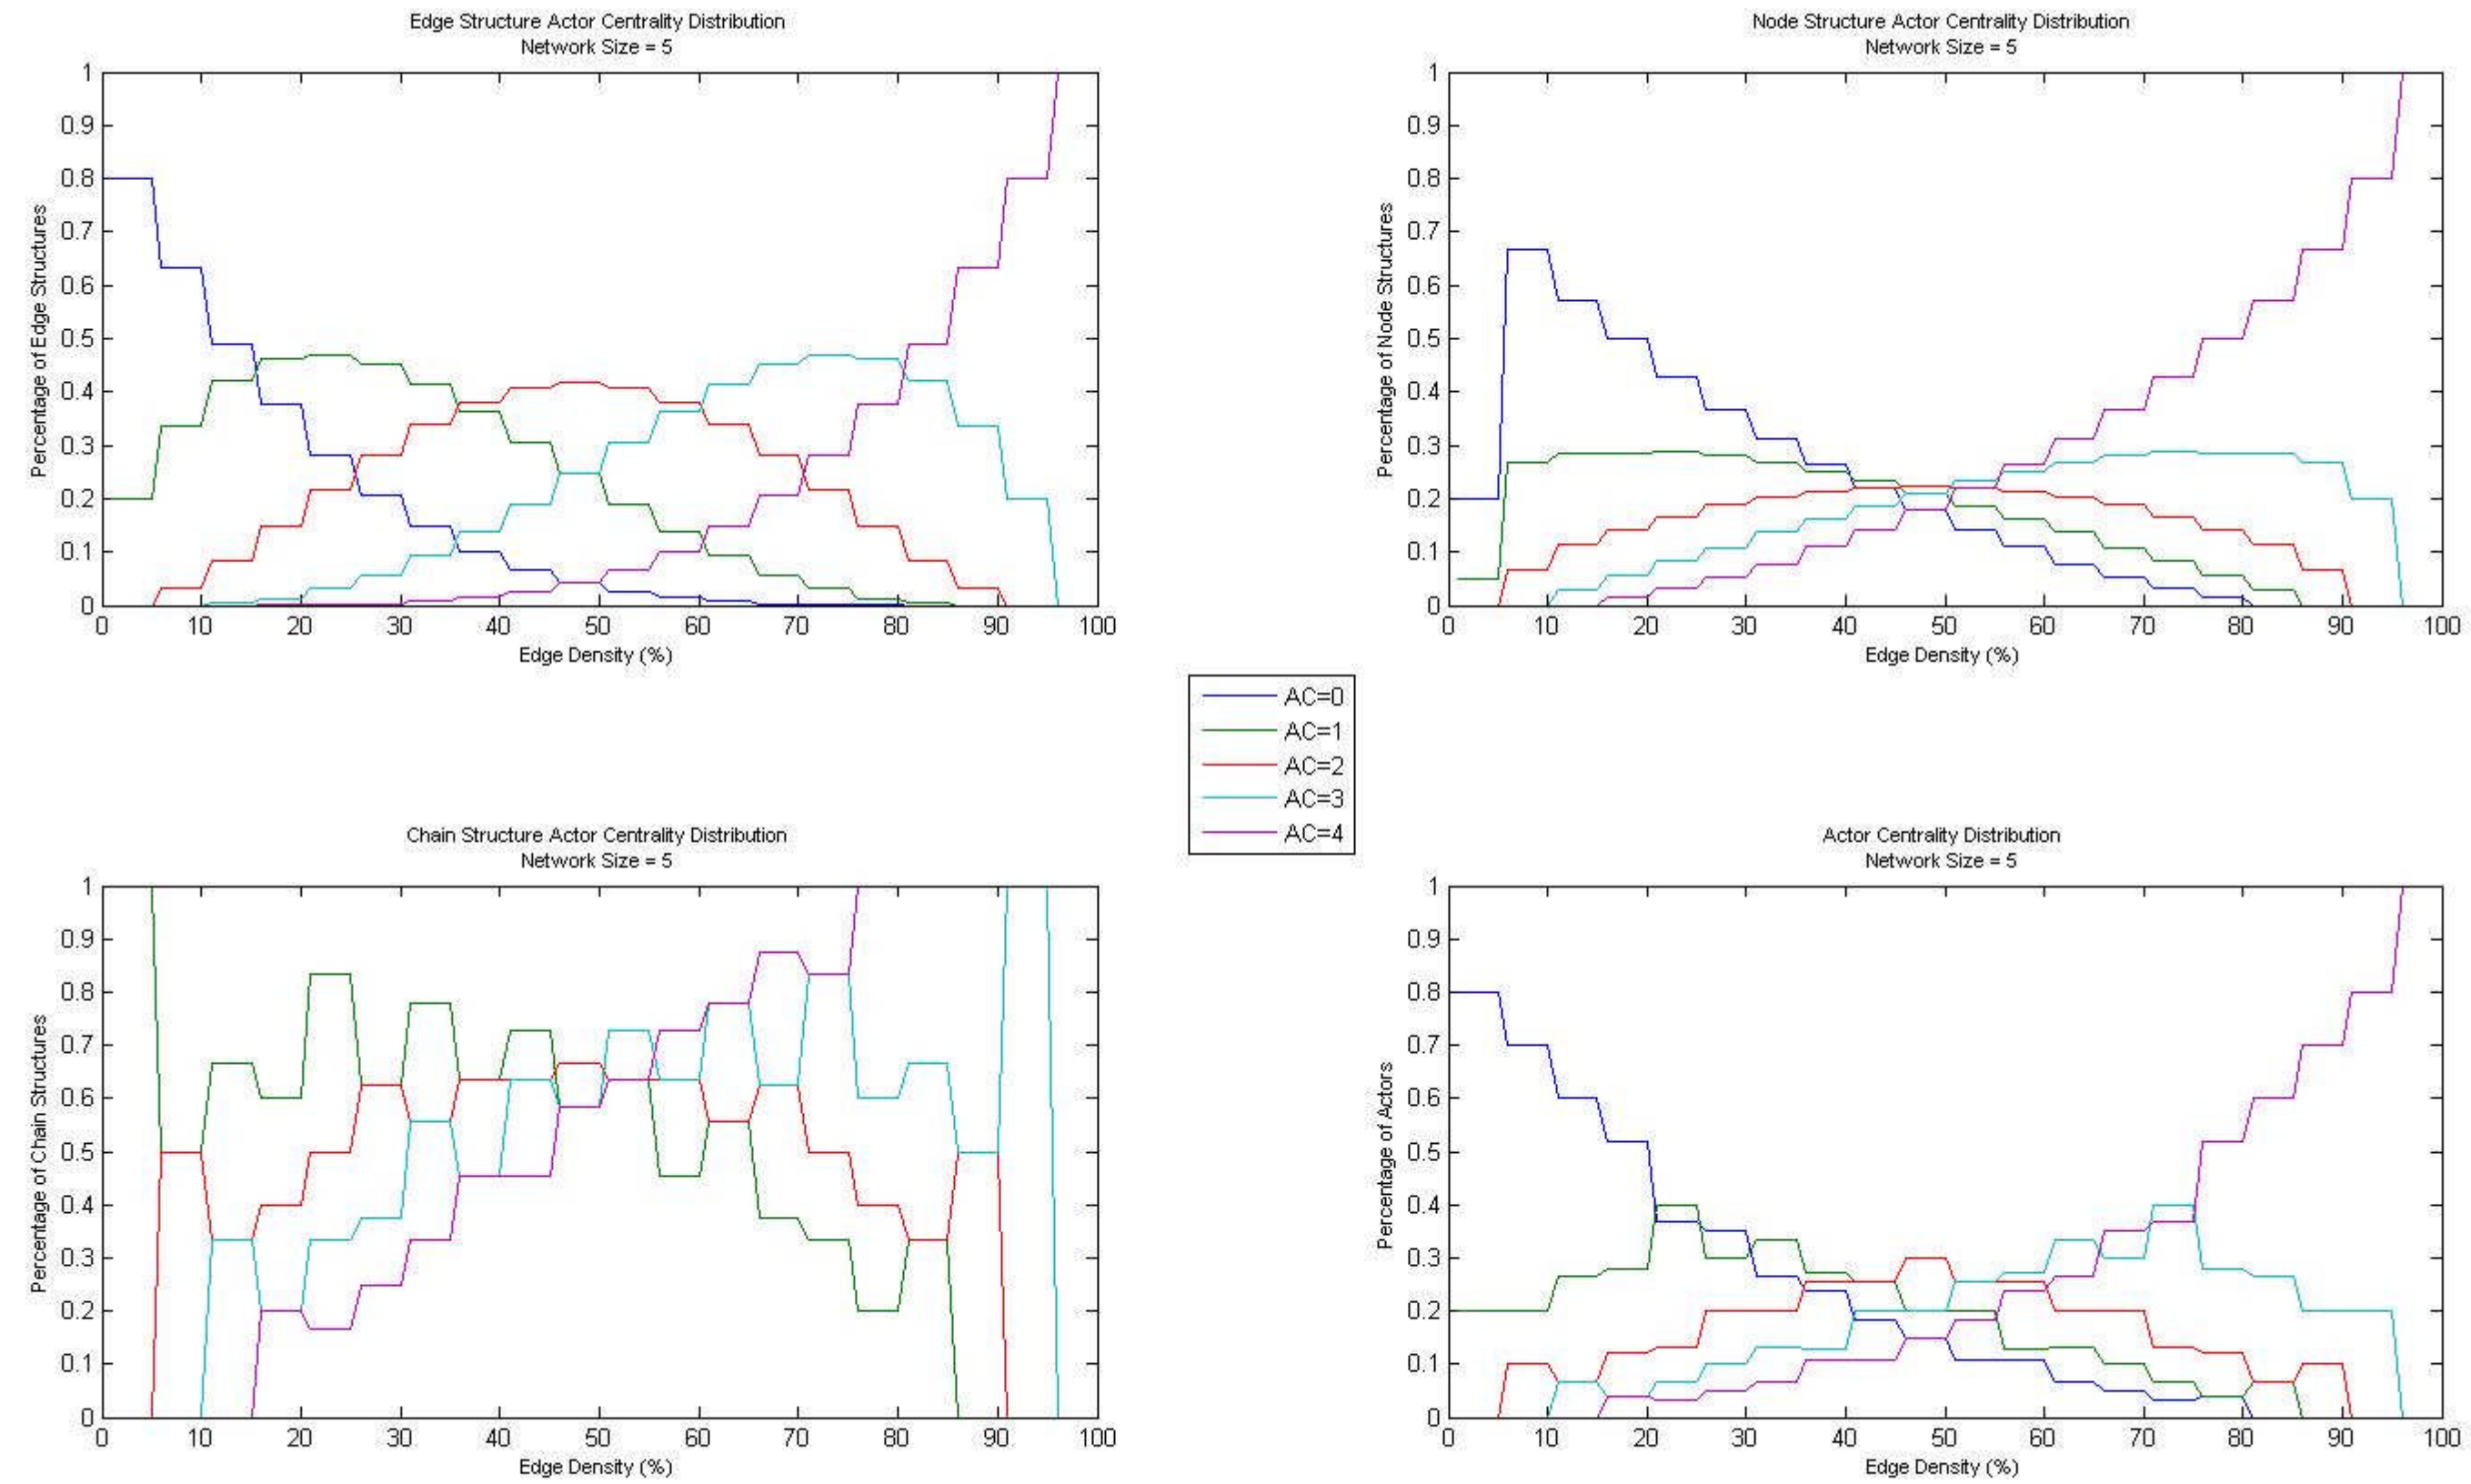 Edge Structure Actor Centrality Distribution
Network Size = 5
1
0.9
0.8
0.7
0.6
0.5
0.4
0.3
0.2
0.1
0
Percentage of Edge Structures
0 10 20 30 40 50 60 70 80 90 100
Edge Density (%)
Node Structure Actor Centrality Distribution
Network Size = 5
1
0.9
0.8
0.7
0.6
0.5
0.4
0.3
0.2
0.1
0
Percentage of Node Structures
0 10 20 30 40 50 60 70 80 90 100
Edge Density (%)
AC=0
AC=1
AC=2
AC=3
AC=4
Chain Structure Actor Centrality Distribution
Network Size = 5
1
0.9
0.8
0.7
0.6
0.5
0.4
0.3
0.2
0.1
0
Percentage of Chain Structures
0 10 20 30 40 50 60 70 80 90 100
Edge Density (%)
Actor Centrality Distribution
Network Size = 5
1
0.9
0.8
0.7
0.6
0.5
0.4
0.3
0.2
0.1
0
Percentage of Actors
0 10 20 30 40 50 60 70 80 90 100
Edge Density (%)